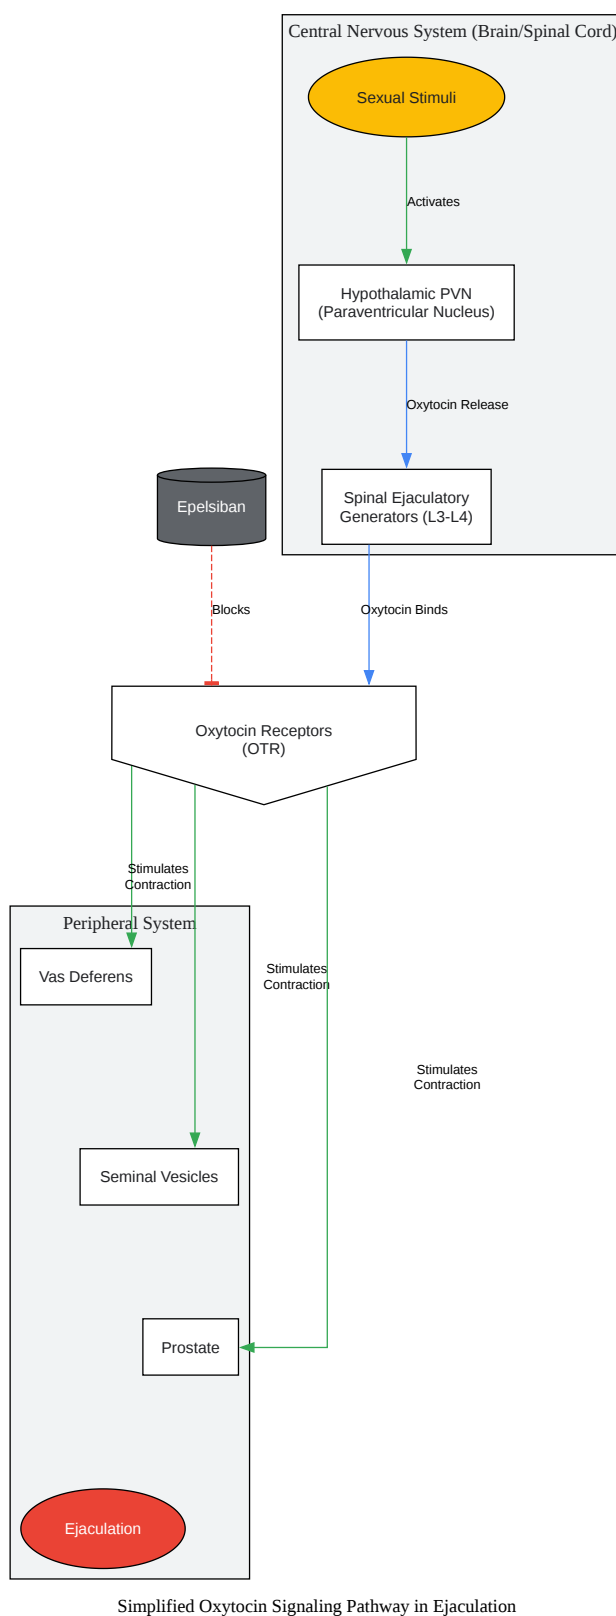 Central Nervous System (Brain/Spinal Cord)
Sexual Stimuli
Activates
Hypothalamic PVN
(Paraventricular Nucleus)
Oxytocin Release
Epelsiban
Spinal Ejaculatory
Generators (L3-L4)
Blocks
Oxytocin Binds
Oxytocin Receptors
(OTR)
Stimulates
Contraction
Peripheral System
Vas Deferens
Stimulates
Contraction
Stimulates
Contraction
Seminal Vesicles
Prostate
Ejaculation
Simplified Oxytocin Signaling Pathway in Ejaculation